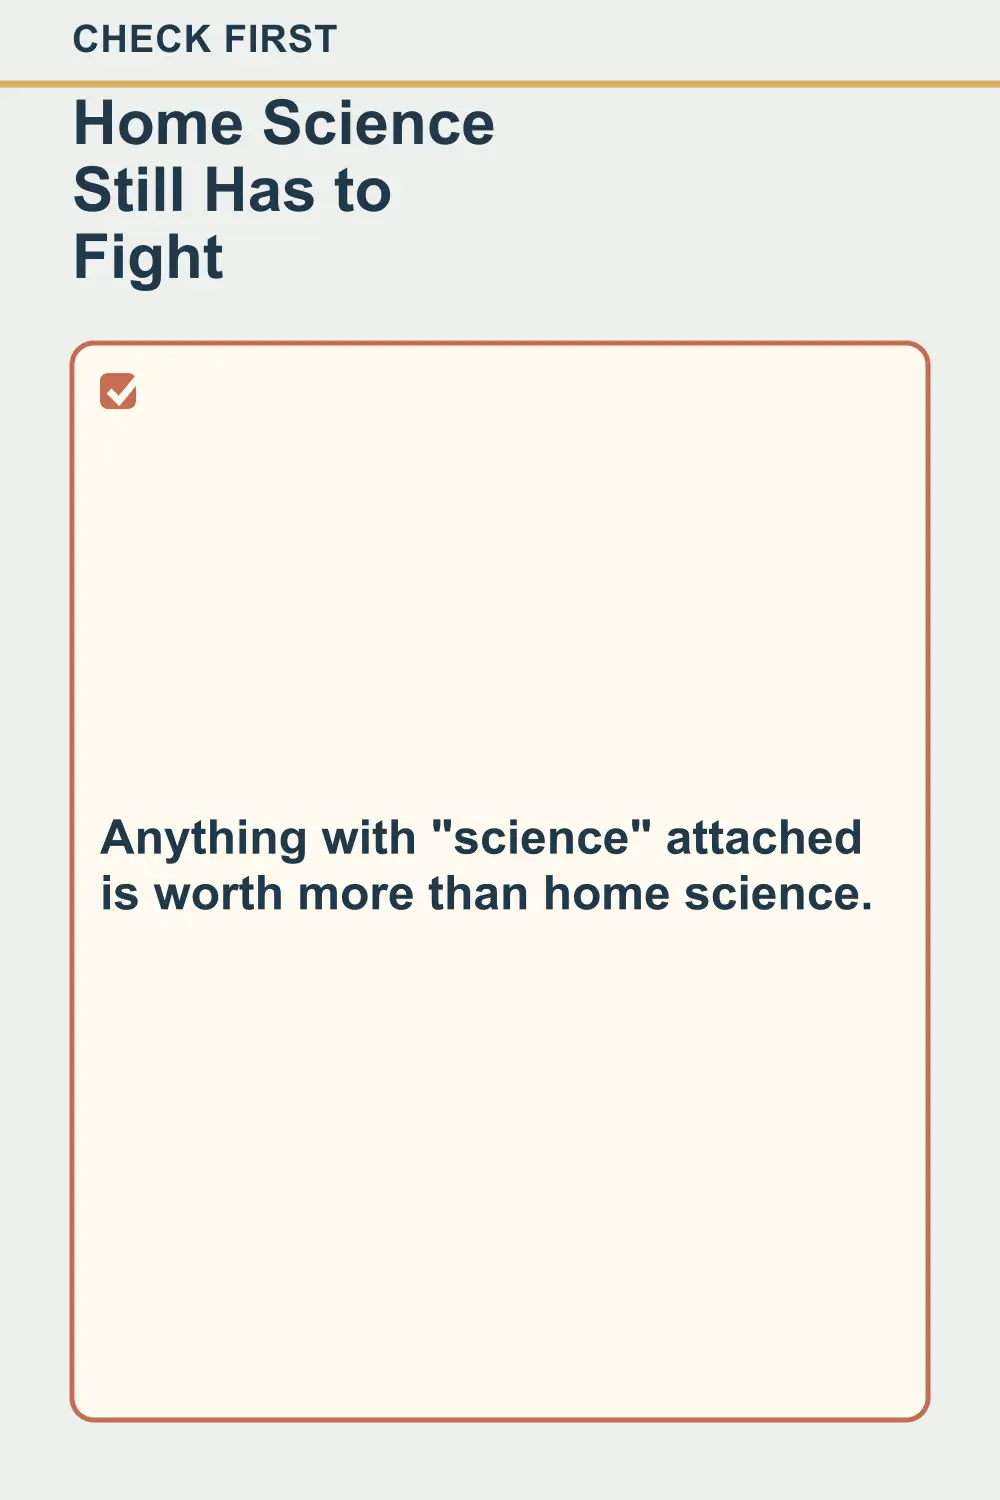 CHECK FIRST
Home Science
Still Has to
Fight
Anything with "science" attached
is worth more than home science.